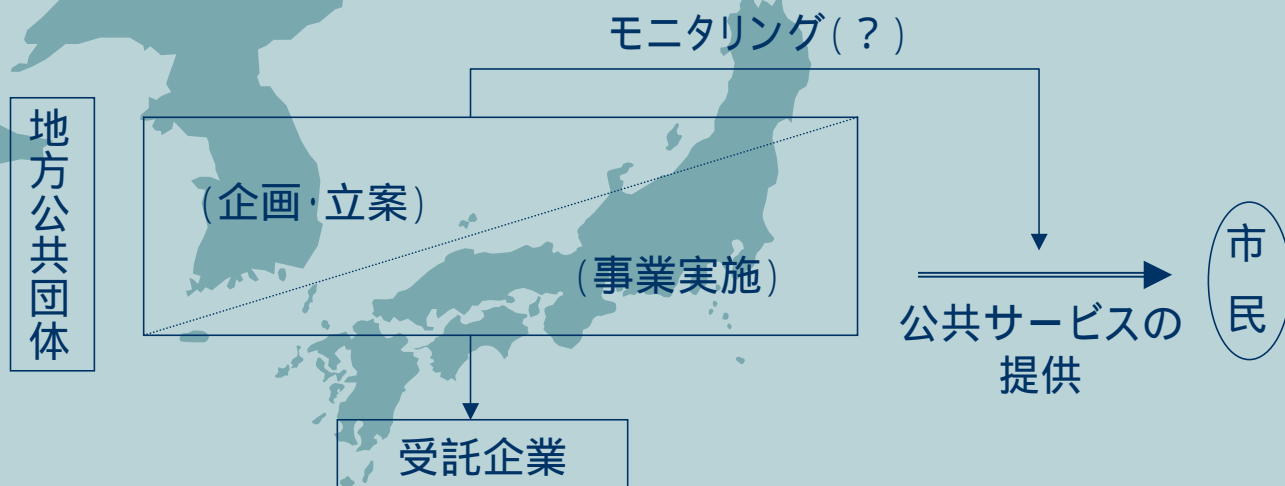 モニタリング(？)
地方公共団体
(企画・立案)
(事業実施)
公共サービスの
提供
市民
受託企業